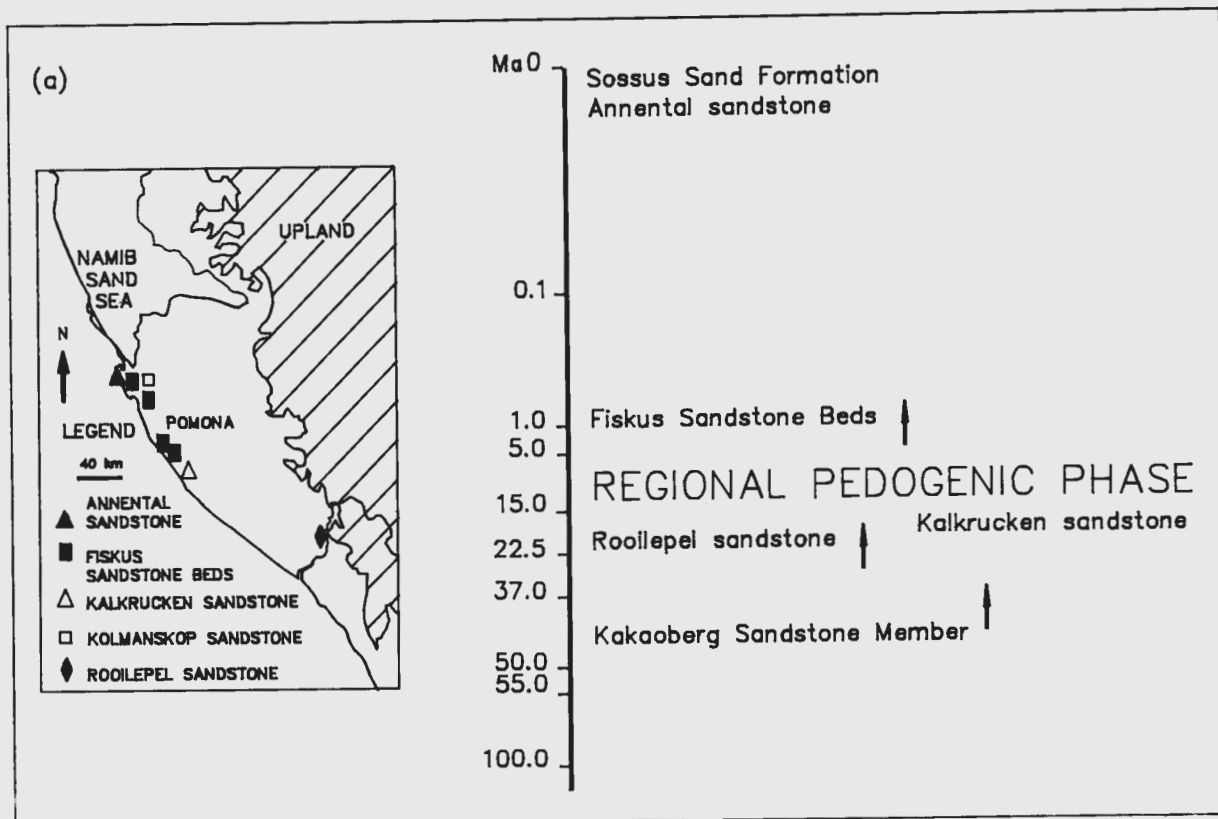 (a)
NAMIB
SAND
SEA
UPLAND
N
LEGEND
POMONA
40 km
ANNENTAL
SANDSTONE
FISKUS
SANDSTONE BEDS
KALKRUCKEN SANDSTONE
KOLMANSKOP SANDSTONE
ROOILEPEL SANDSTONE
Ma 0
Sossus Sand Formation
Annental sandstone
0.1
Fiskus Sandstone Beds
1.0
5.0
REGIONAL PEDOGENIC PHASE
15.0
Kalkrucken sandstone
Rooilepel sandstone
22.5
37.0
Kakaoberg Sandstone Member
50.0
55.0
100.0